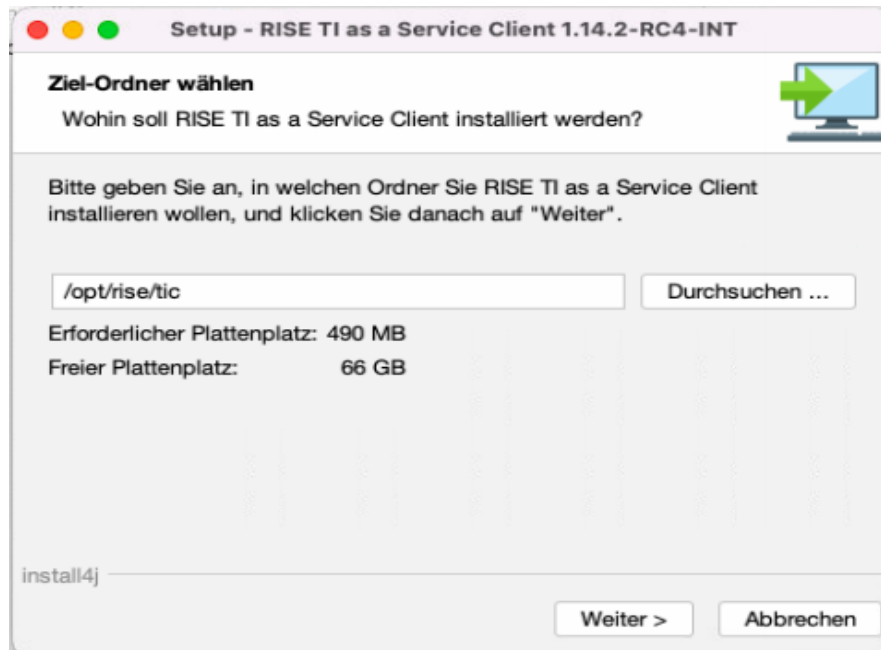 Setup - RISE TI as a Service Client 1.14.2-RC4-INT
Ziel-Ordner wählen
Wohin soll RISE TI as a Service Client installiert werden?
Bitte geben Sie an, in welchen Ordner Sie RISE TI as a Service Client
installieren wollen, und klicken Sie danach auf "Weiter".
/opt/rise/tic
Durchsuchen ...
Erforderlicher Plattenplatz: 490 MB
Freier Plattenplatz: 66 GB
install4j
Weiter >
Abbrechen